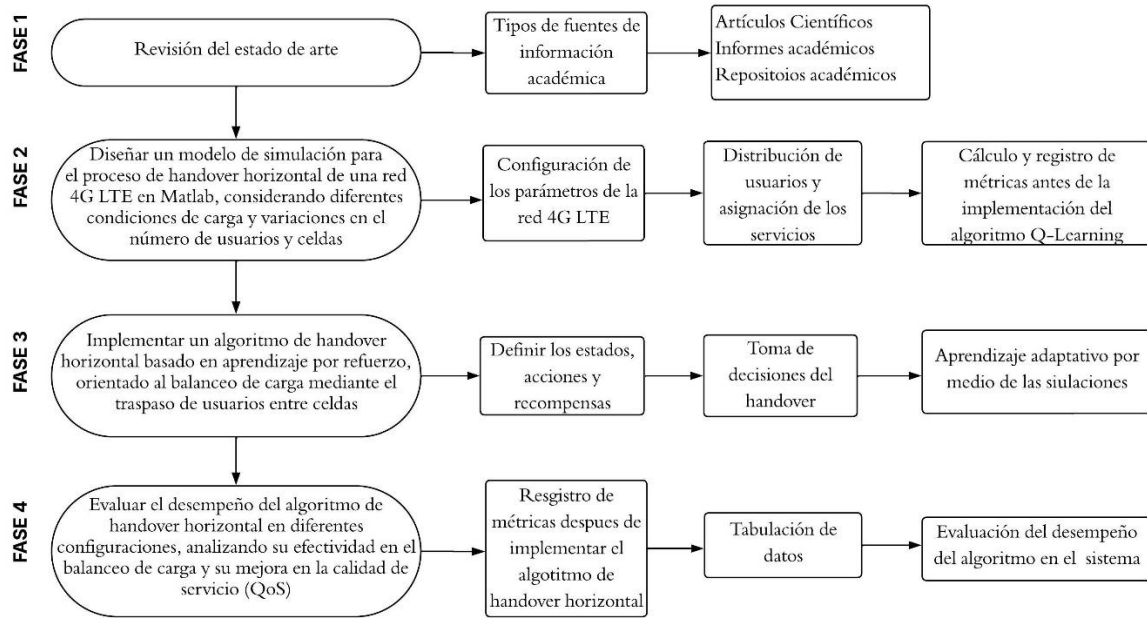 FASE 1
Revisión del estado de arte
Tipos de fuentes de
información
académica
Artículos Científicos
Informes académicos
Repositoios académicos
FASE 2
Diseñar un modelo de simulación para
el proceso de handover horizontal de una red
4G LTE en Matlab, considerando diferentes
condiciones de carga y variaciones en el
número de usuarios y celdas
Configuración de
los parámetros de la
red 4G LTE
Distribución de
usuarios y
asignación de los
servicios
Cálculo y registro de
métricas antes de la
implementación del
algoritmo Q-Learning
FASE 3
Implementar un algoritmo de handover
horizontal basado en aprendizaje por refuerzo,
orientado al balanceo de carga mediante el
traspaso de usuarios entre celdas
Definir los estados,
acciones y
recompensas
Toma de
decisiones del
handover
Aprendizaje adaptativo por
medio de las siulaciones
FASE 4
Evaluar el desempeño del algoritmo de
handover horizontal en diferentes
configuraciones, analizando su efectividad en el
balanceo de carga y su mejora en la calidad de
servicio (QoS)
Resgistro de
métricas despues de
implementar el
algotitmo de
handover horizontal
Tabulación de
datos
Evaluación del desempeño
del algoritmo en el sistema